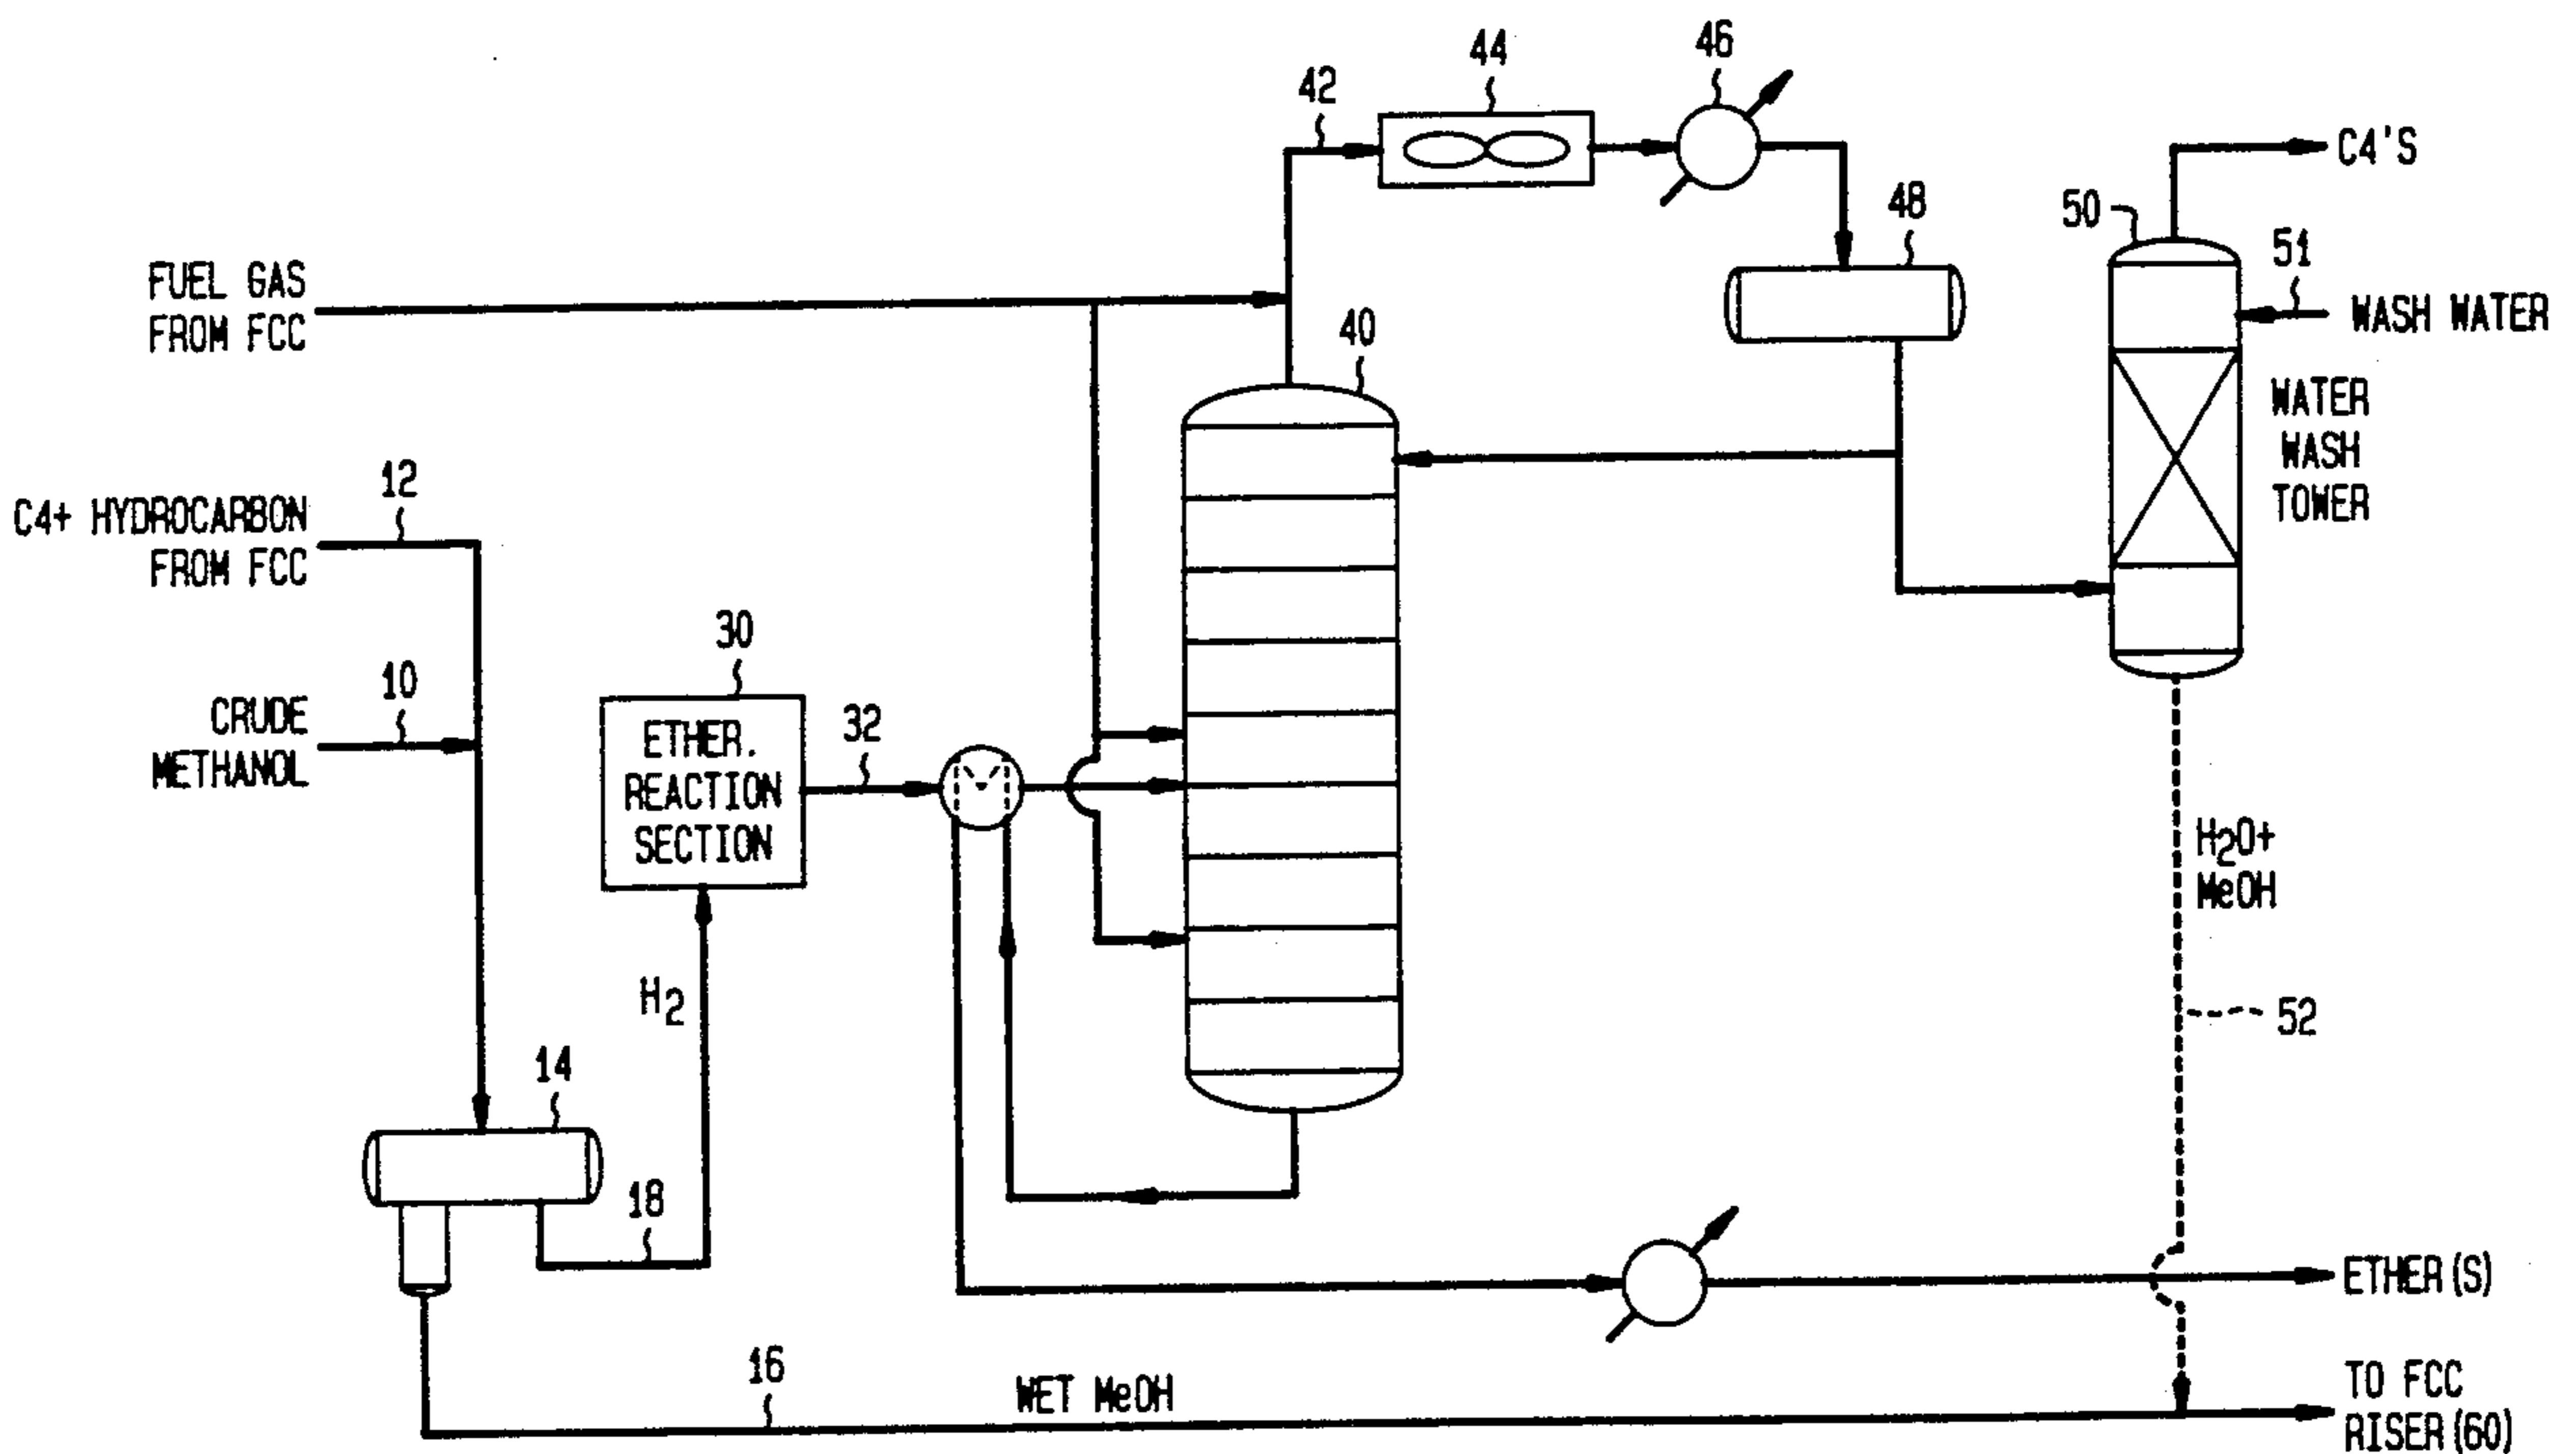 44
46
42
C4'S
50
48
51
WASH WATER
FUEL GAS
FROM FCC
40
WATER
WASH
TOWER
12
C4+ HYDROCARBON
FROM FCC
30
10
CRUDE
METHANOL
ETHER.
REACTION
SECTION
32
H2O+
MeOH
H2
52
14
18
ETHER(S)
16
WET MeOH
TO FCC
RISER(60)